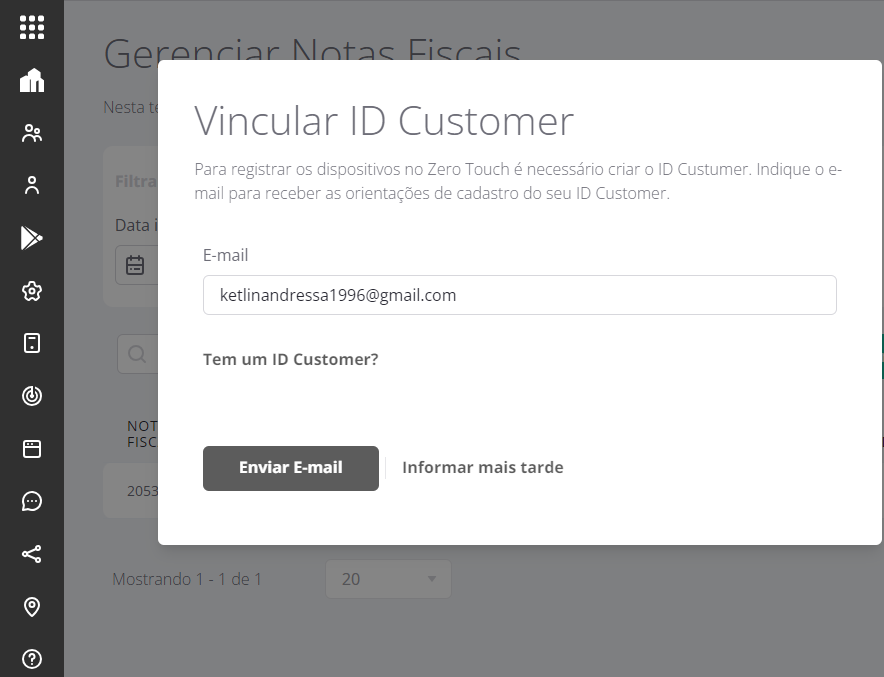 Gerenciar Notas Fiscais
Nesta
Vincular ID Customer
Para registrar os dispositivos no Zero Touch é necessário criar o ID Custumer. Indique o e-
mail para receber as orientações de cadastro do seu ID Customer.
Filtra
Data i
E-mail
ketlinandressa1996@gmail.com
Tem um ID Customer?
NOT
FISC
Enviar E-mail
Informar mais tarde
2053
Mostrando 1 - 1 de 1
20